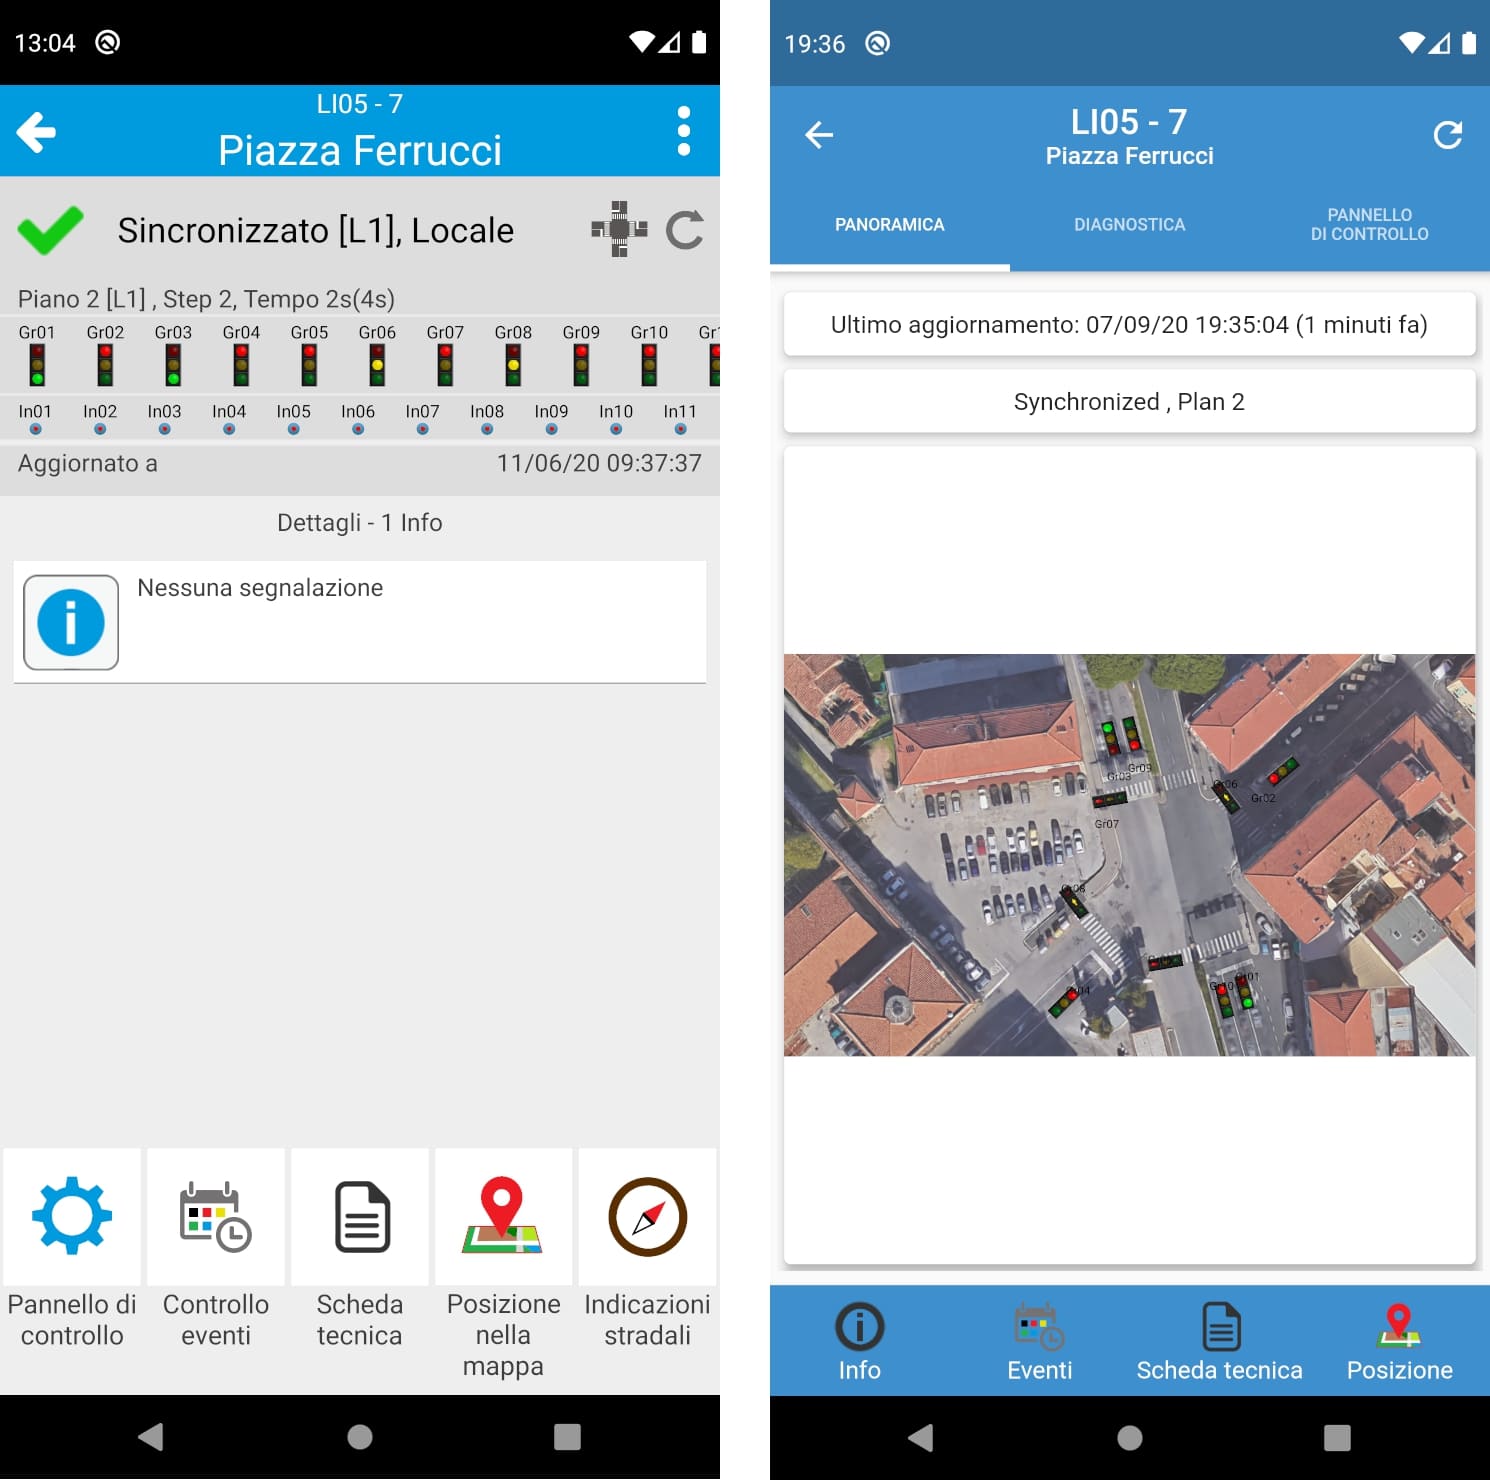 13:04
LI05 - 7
Piazza Ferrucci
Sincronizzato [L1], Locale
Piano 2 [L1] , Step 2, Tempo 2s(4s)
Gr01 Gr02 Gr03 Gr04 Gr05 Gr06 Gr07 Gr08 Gr09 Gr10
In01 In02 In03 In04 In05 In06 In07 In08 In09 In10 In11
Aggiornato a 11/06/20 09:37:37
Dettagli - 1 Info
Nessuna segnalazione
Pannello di
controllo
Controllo
eventi
Scheda
tecnica
Posizione
nella
mappa
Indicazioni
stradali
19:36
LI05 - 7
Piazza Ferrucci
PANORAMICA
DIAGNOSTICA
PANNELLO
DI CONTROLLO
Ultimo aggiornamento: 07/09/20 19:35:04 (1 minuti fa)
Synchronized , Plan 2
Gr09
Gr03
Gr06
Gr02
Gr07
Gr01
Info
Eventi
Scheda tecnica
Posizione